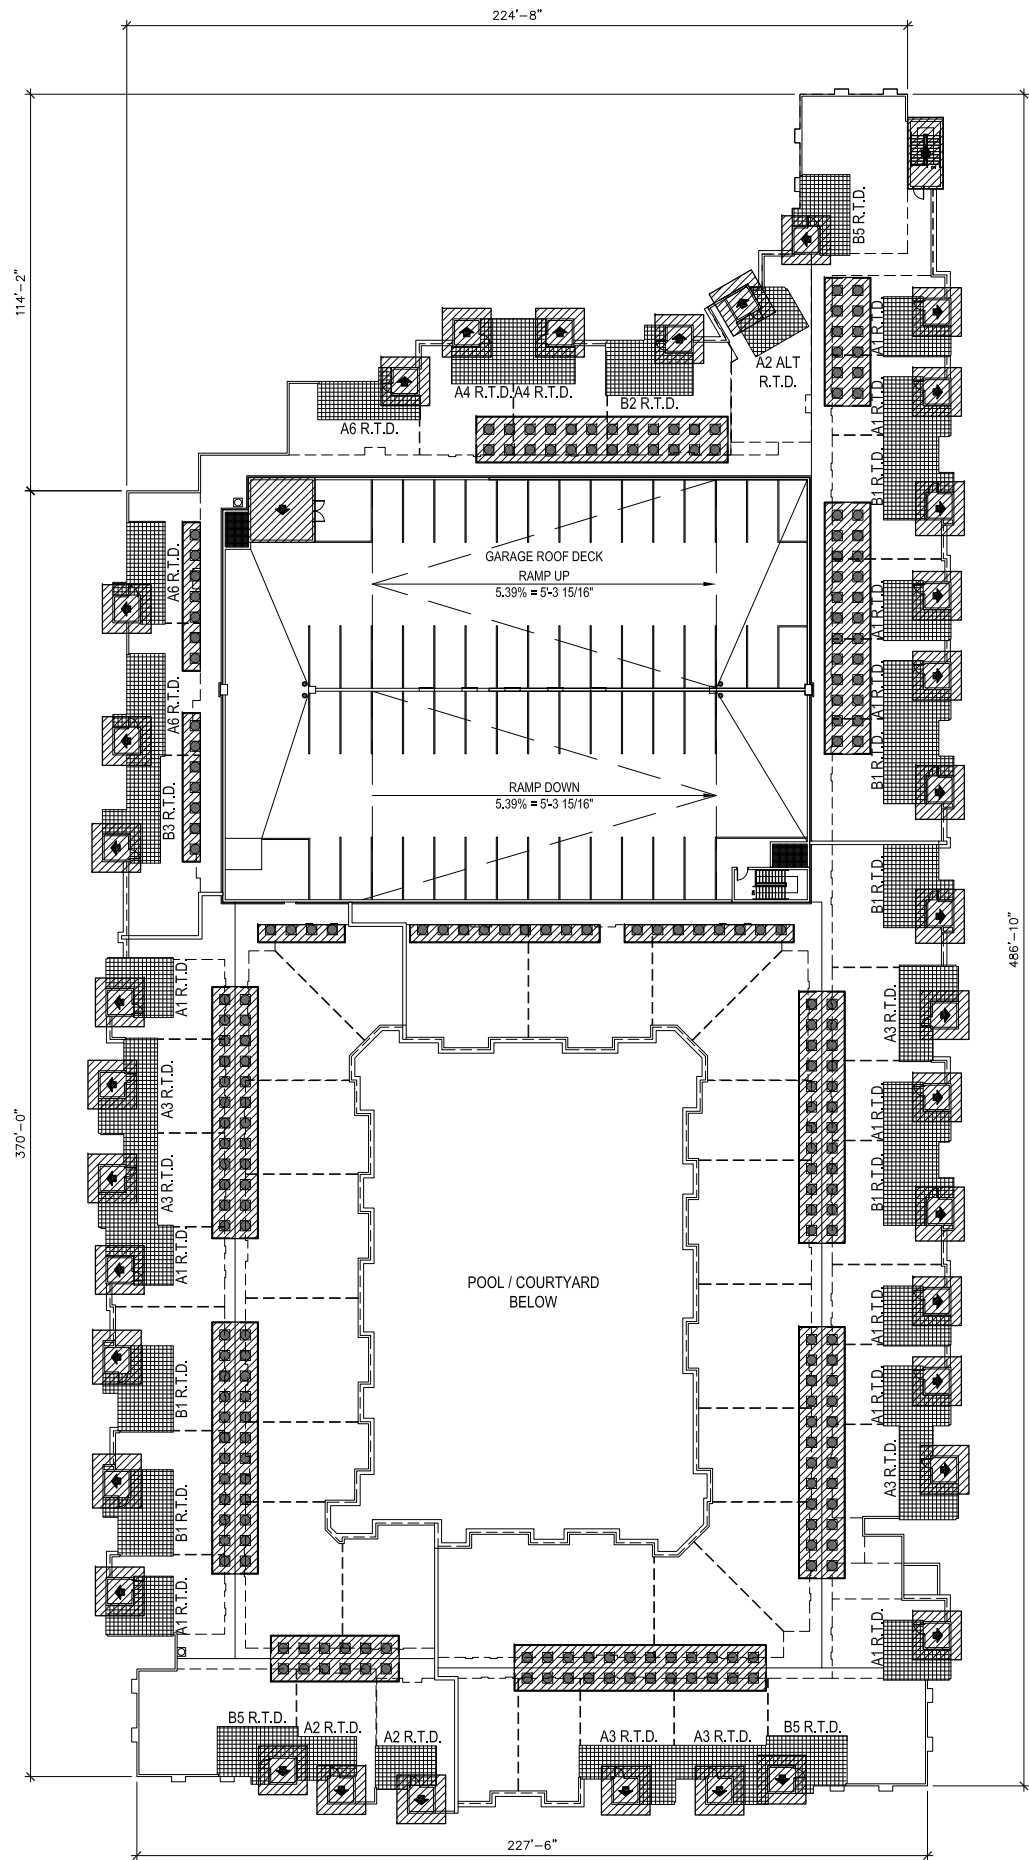 224'-8"
B5 R.T.D.
114'-2"
A1 R.T.D.
A2 ALT
R.T.D.
A4 R.T.D.
A4 R.T.D.
B2 R.T.D.
A6 R.T.D.
A1 R.T.D.
B1 R.T.D.
GARAGE ROOF DECK
RAMP UP
5.39% = 5'-3 15/16"
A6 R.T.D.
A1 R.T.D.
A6 R.T.D.
A1 R.T.D.
B1 R.T.D.
RAMP DOWN
5.39% = 5'-3 15/16"
B3 R.T.D.
B1 R.T.D.
486'-10"
A1 R.T.D.
A3 R.T.D.
A3 R.T.D.
A1 R.T.D.
370'-0"
A3 R.T.D.
B1 R.T.D.
A1 R.T.D.
POOL / COURTYARD
BELOW
A1 R.T.D.
B1 R.T.D.
A1 R.T.D.
A3 R.T.D.
B1 R.T.D.
A1 R.T.D.
A1 R.T.D.
B5 R.T.D.
A2 R.T.D.
A2 R.T.D.
A3 R.T.D.
A3 R.T.D.
B5 R.T.D.
227'-6"